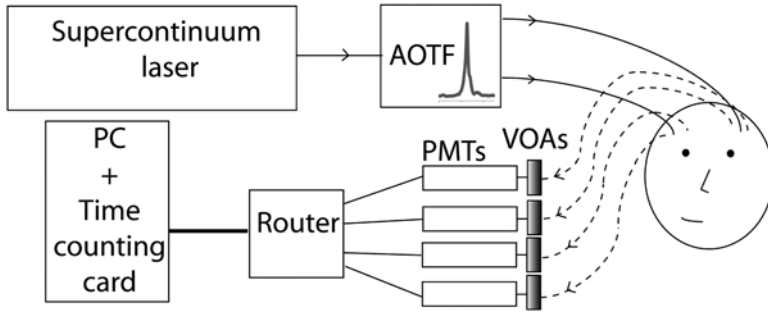 Supercontinuum
laser
AOTF
PC
+
Time
counting
card
Router
PMTs
VOAs